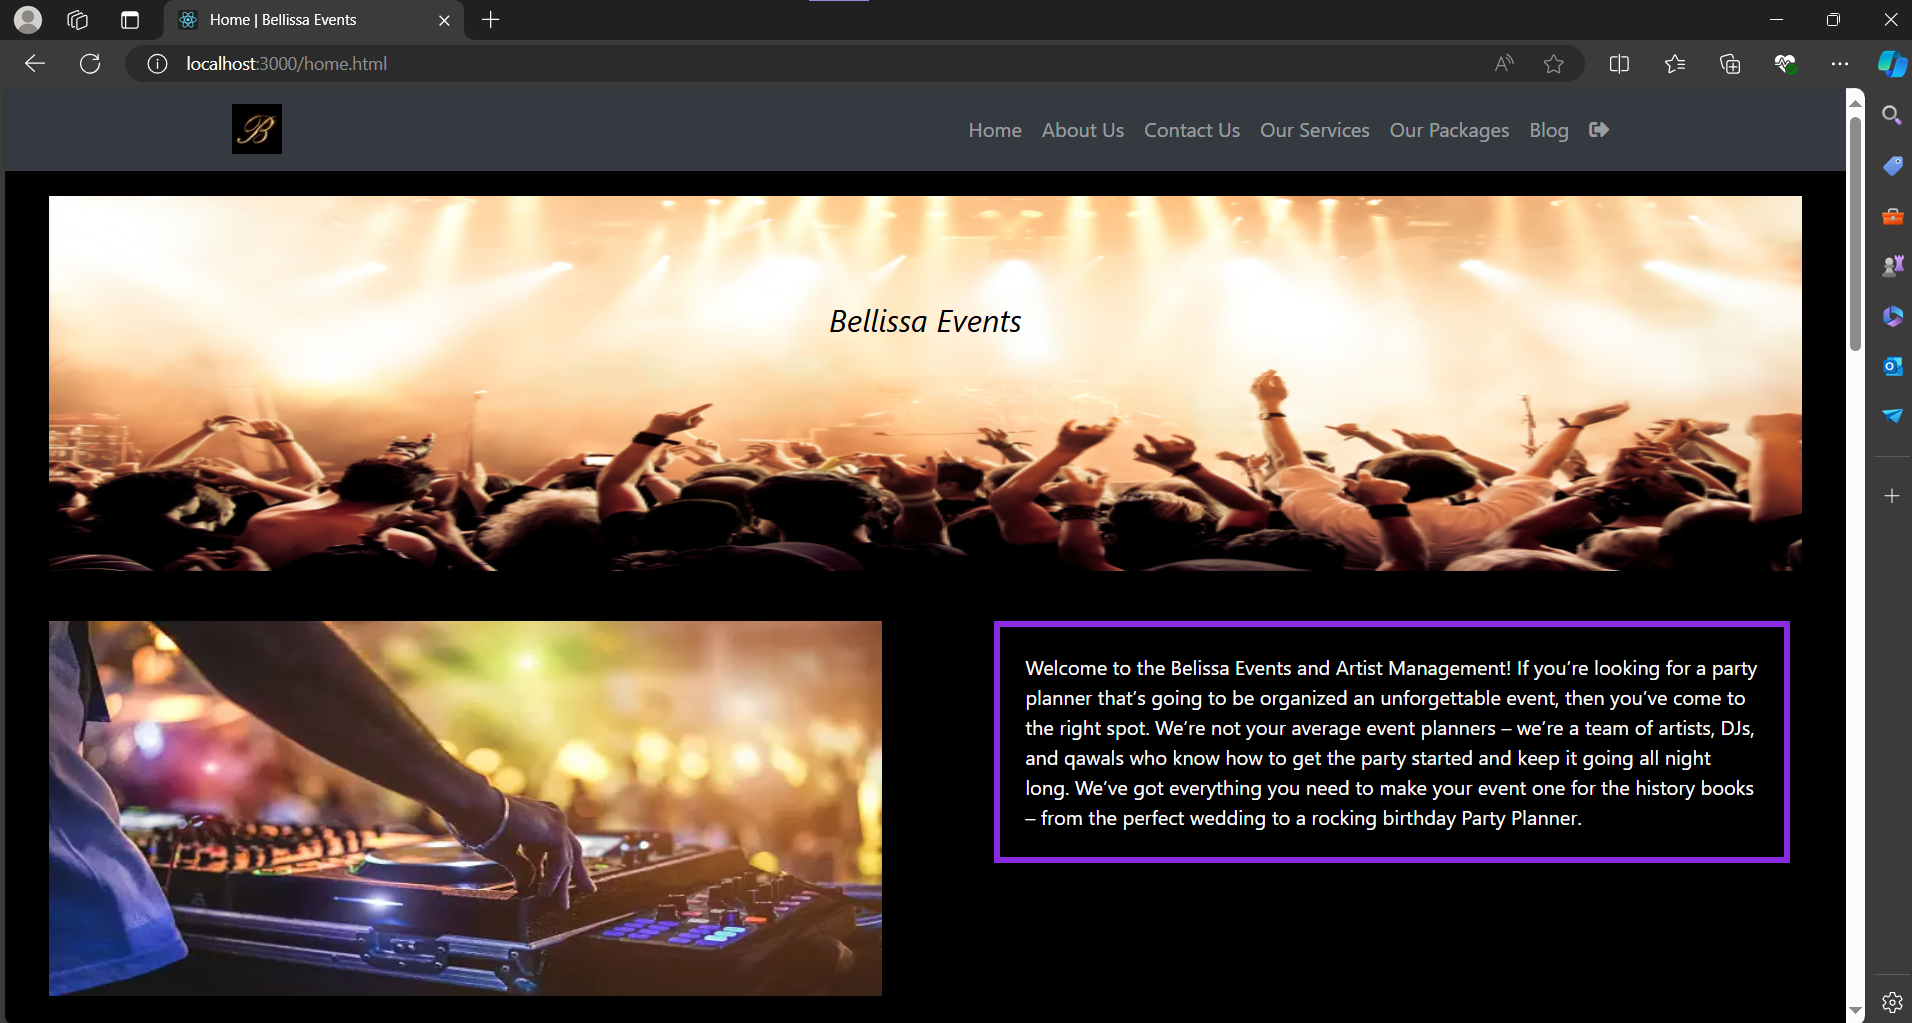 Home | Bellissa Events
localhost:3000/home.html
B
Home About Us Contact Us Our Services Our Packages Blog
Bellissa Events
Welcome to the Belissa Events and Artist Management! If you’re looking for a party
planner that’s going to be organized an unforgettable event, then you’ve come to
the right spot. We’re not your average event planners – we’re a team of artists, DJs,
and qawals who know how to get the party started and keep it going all night
long. We’ve got everything you need to make your event one for the history books
– from the perfect wedding to a rocking birthday Party Planner.